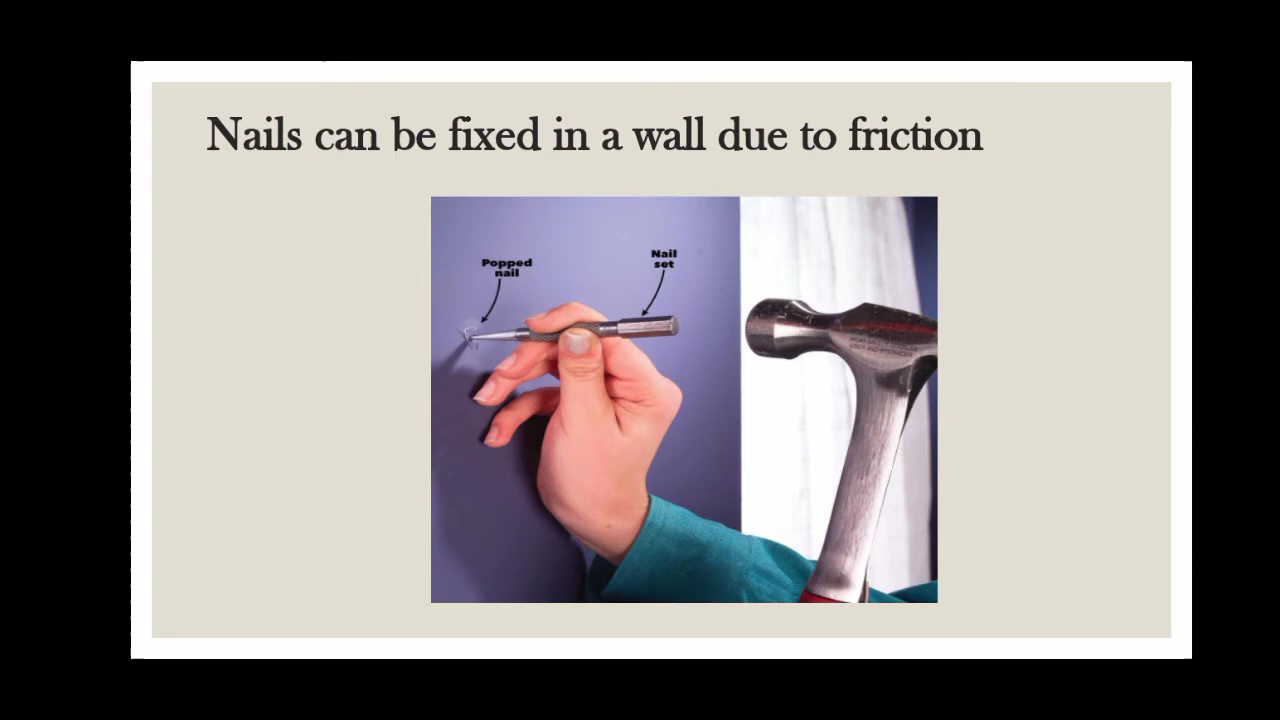 Nails can be fixed in a wall due to friction
Popped
nail
Nail
set